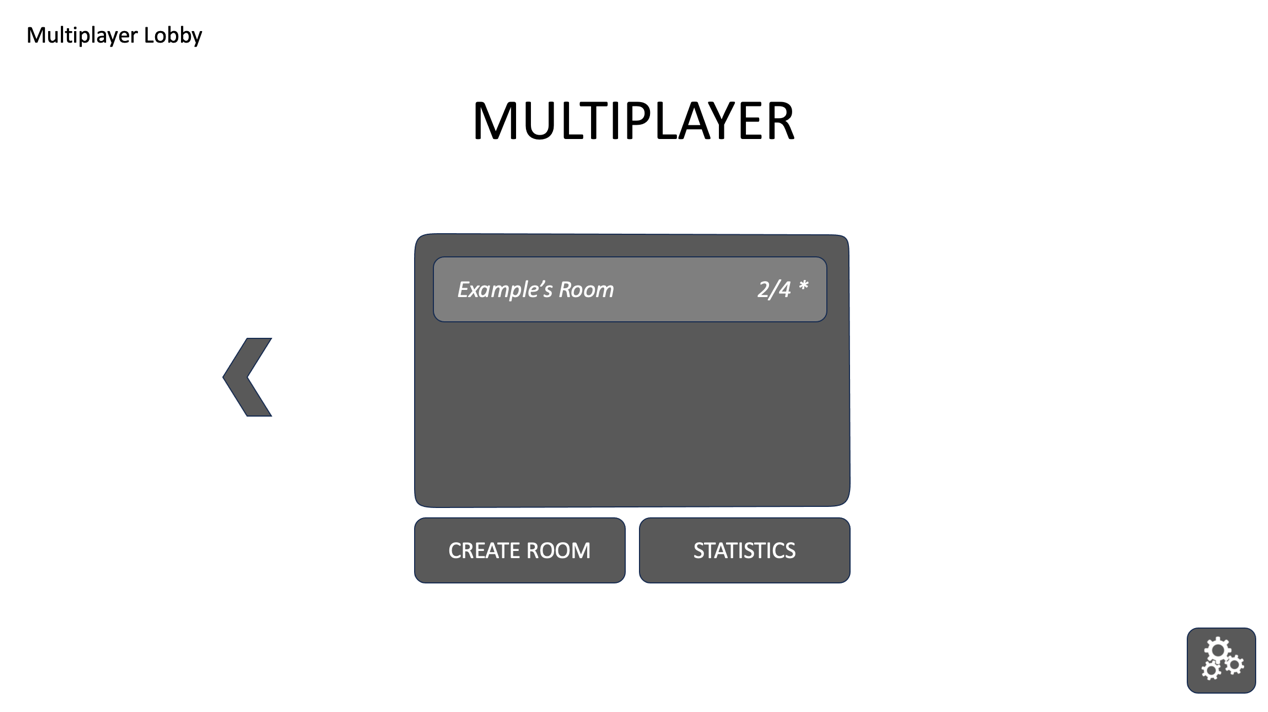 Multiplayer Lobby
MULTIPLAYER
Example’s Room 2/4 *
CREATE ROOM STATISTICS